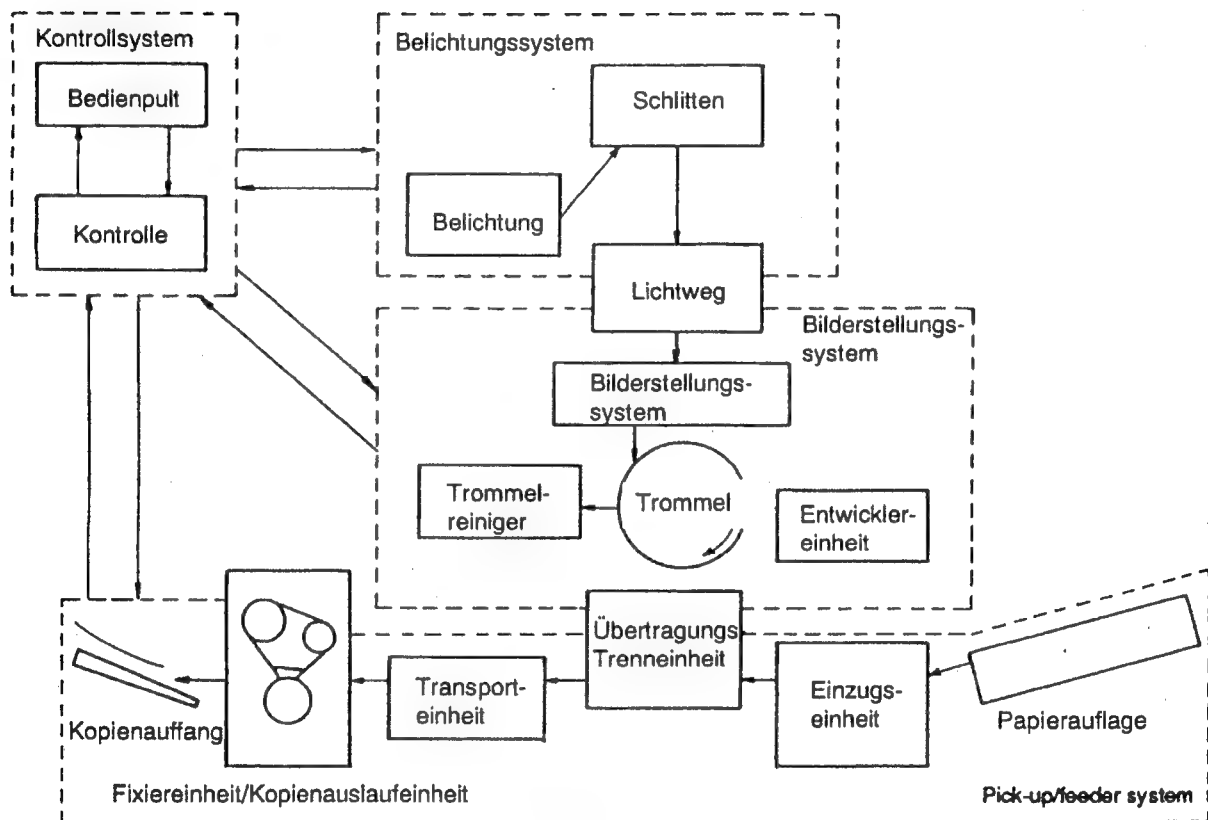 Kontrollsystem
Bedienpult
Kontrolle
Belichtungssystem
Schlitten
Belichtung
Lichtweg
Bilderstellungs-
system
Bilderstellungs-
system
Trommel-
reiniger
Trommel
Entwickler-
einheit
Übertragungs
Trenneinheit
Transport-
einheit
Einzugs-
einheit
Papierauflage
Kopienauffang
Fixiereinheit/Kopienauslaufeinheit
Pick-up/feeder system